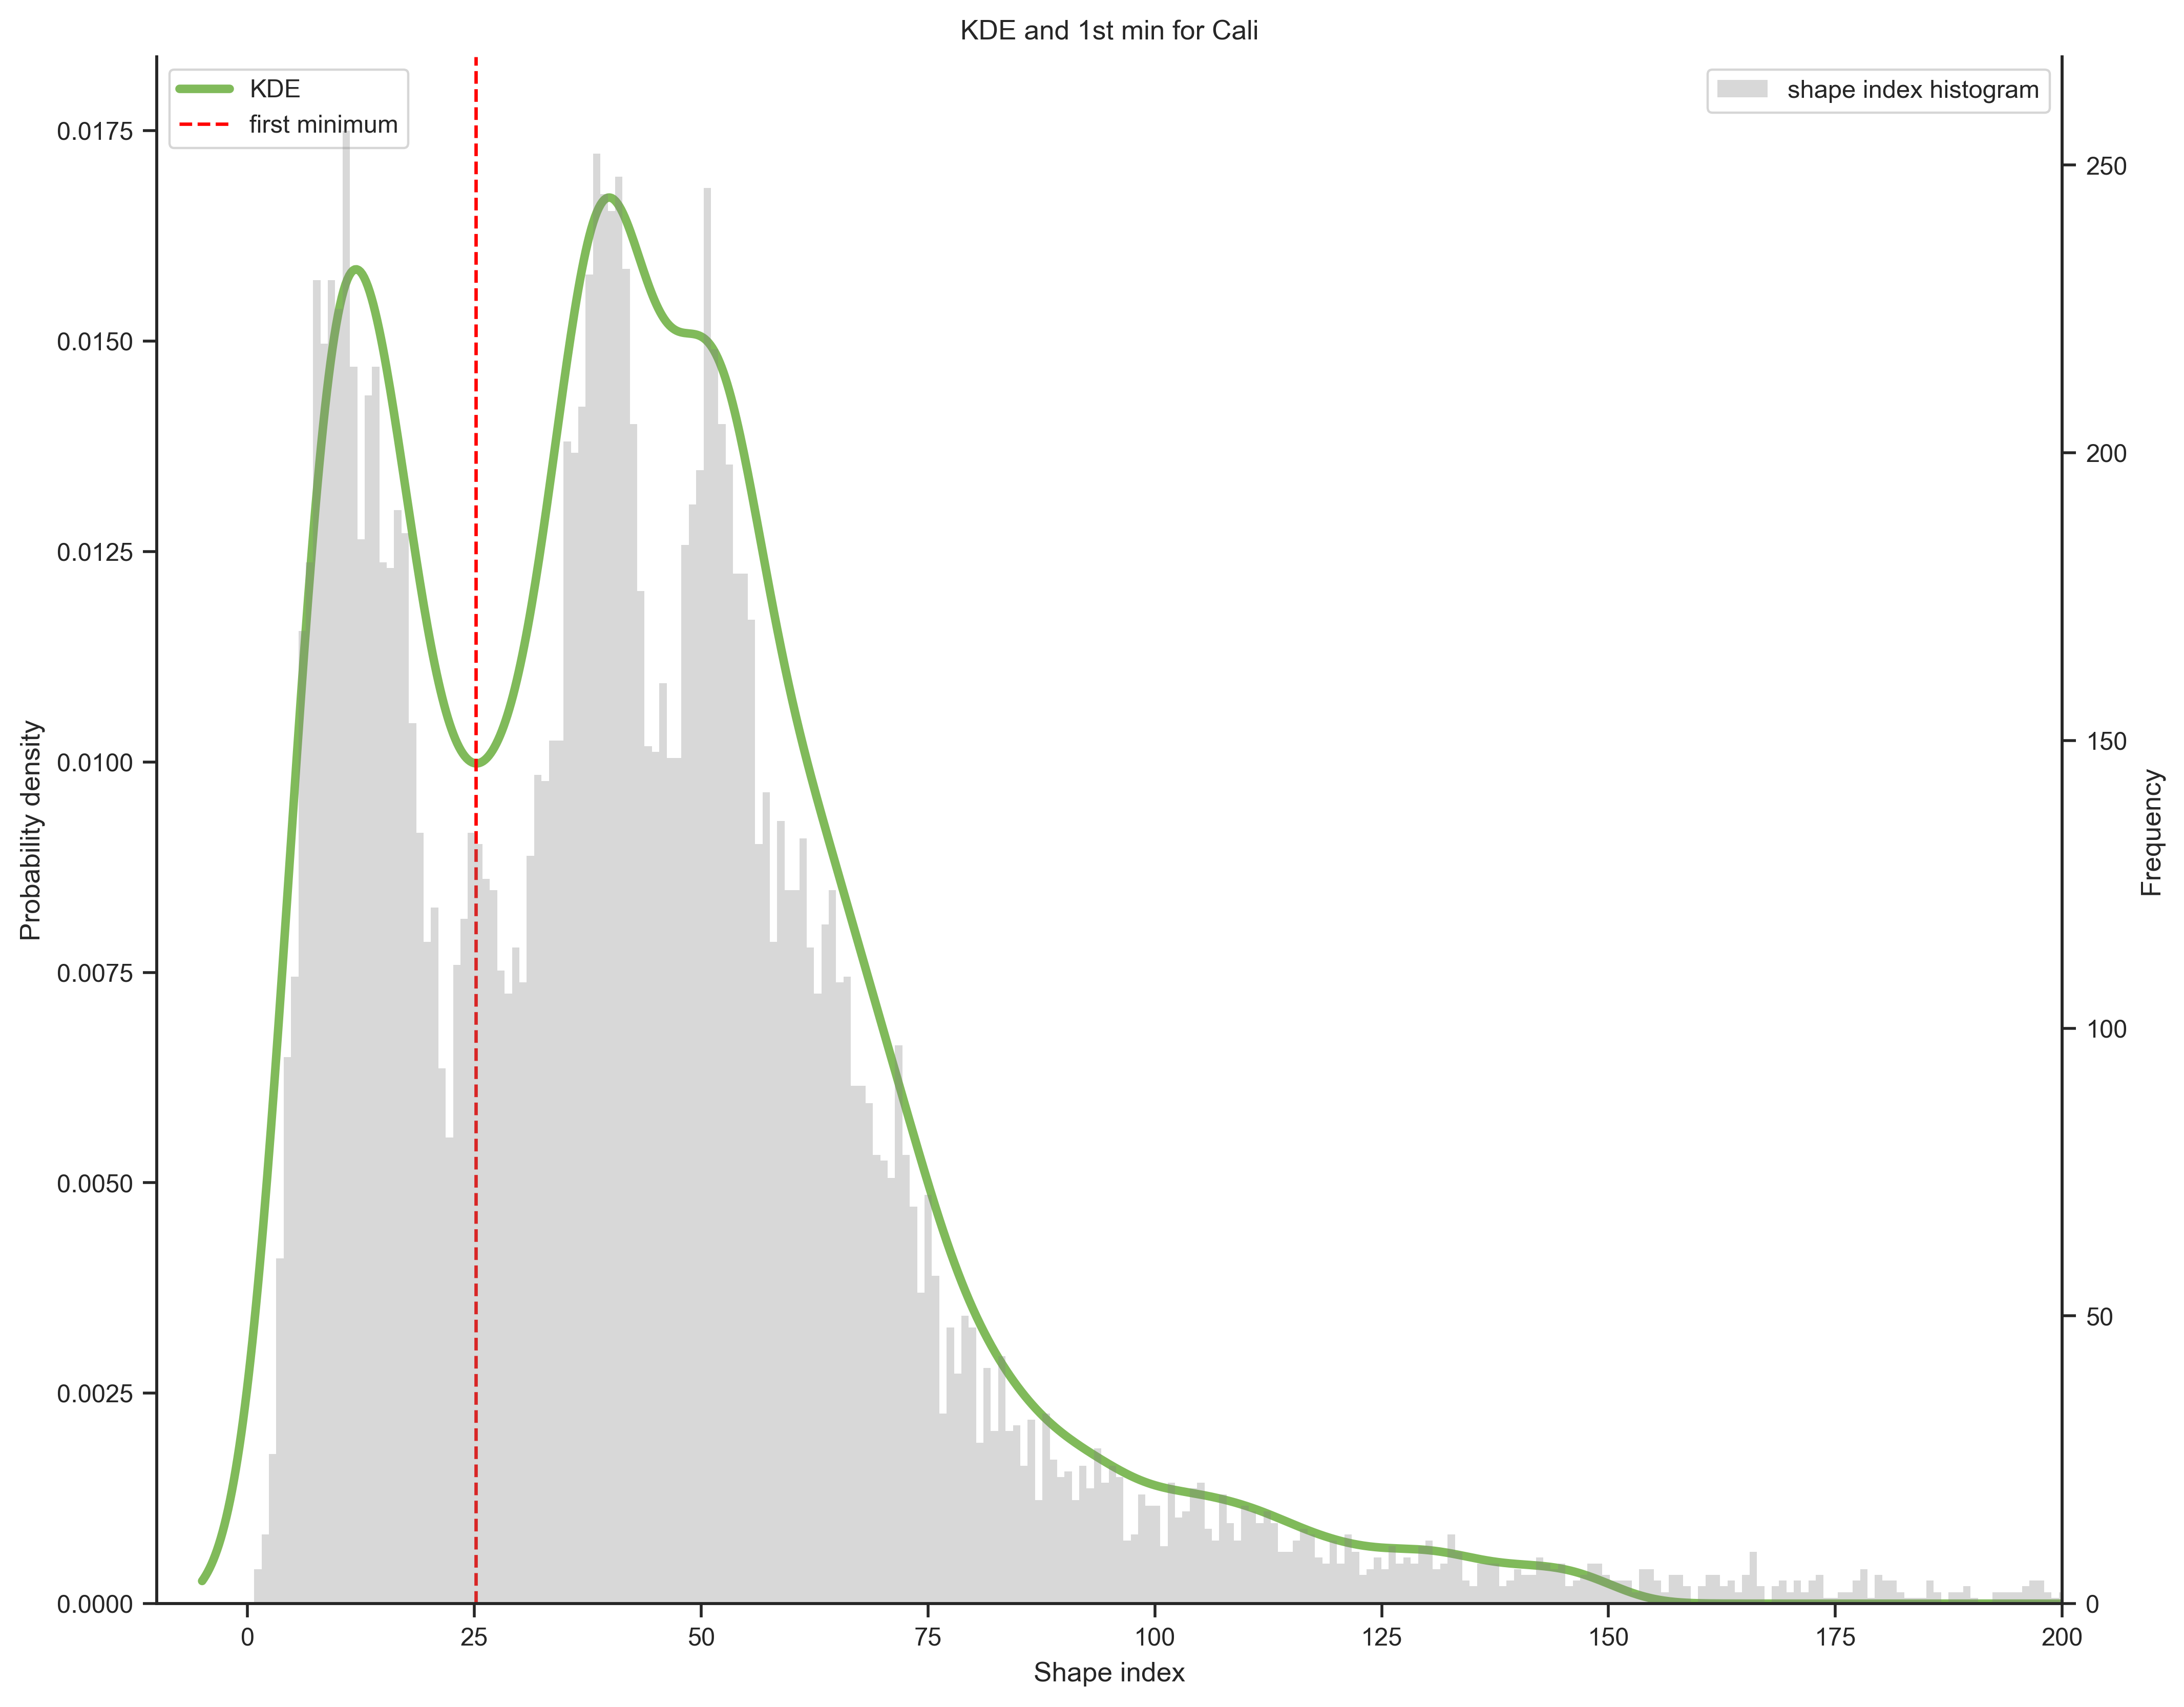 KDE and 1st min for Cali
KDE
first minimum
shape index histogram
0.0175
0.0150
0.0125
0.0100
0.0075
0.0050
0.0025
0.0000
Probability density
250
200
150
100
50
0
Frequency
0 25 50 75 100 125 150 175 200
Shape index